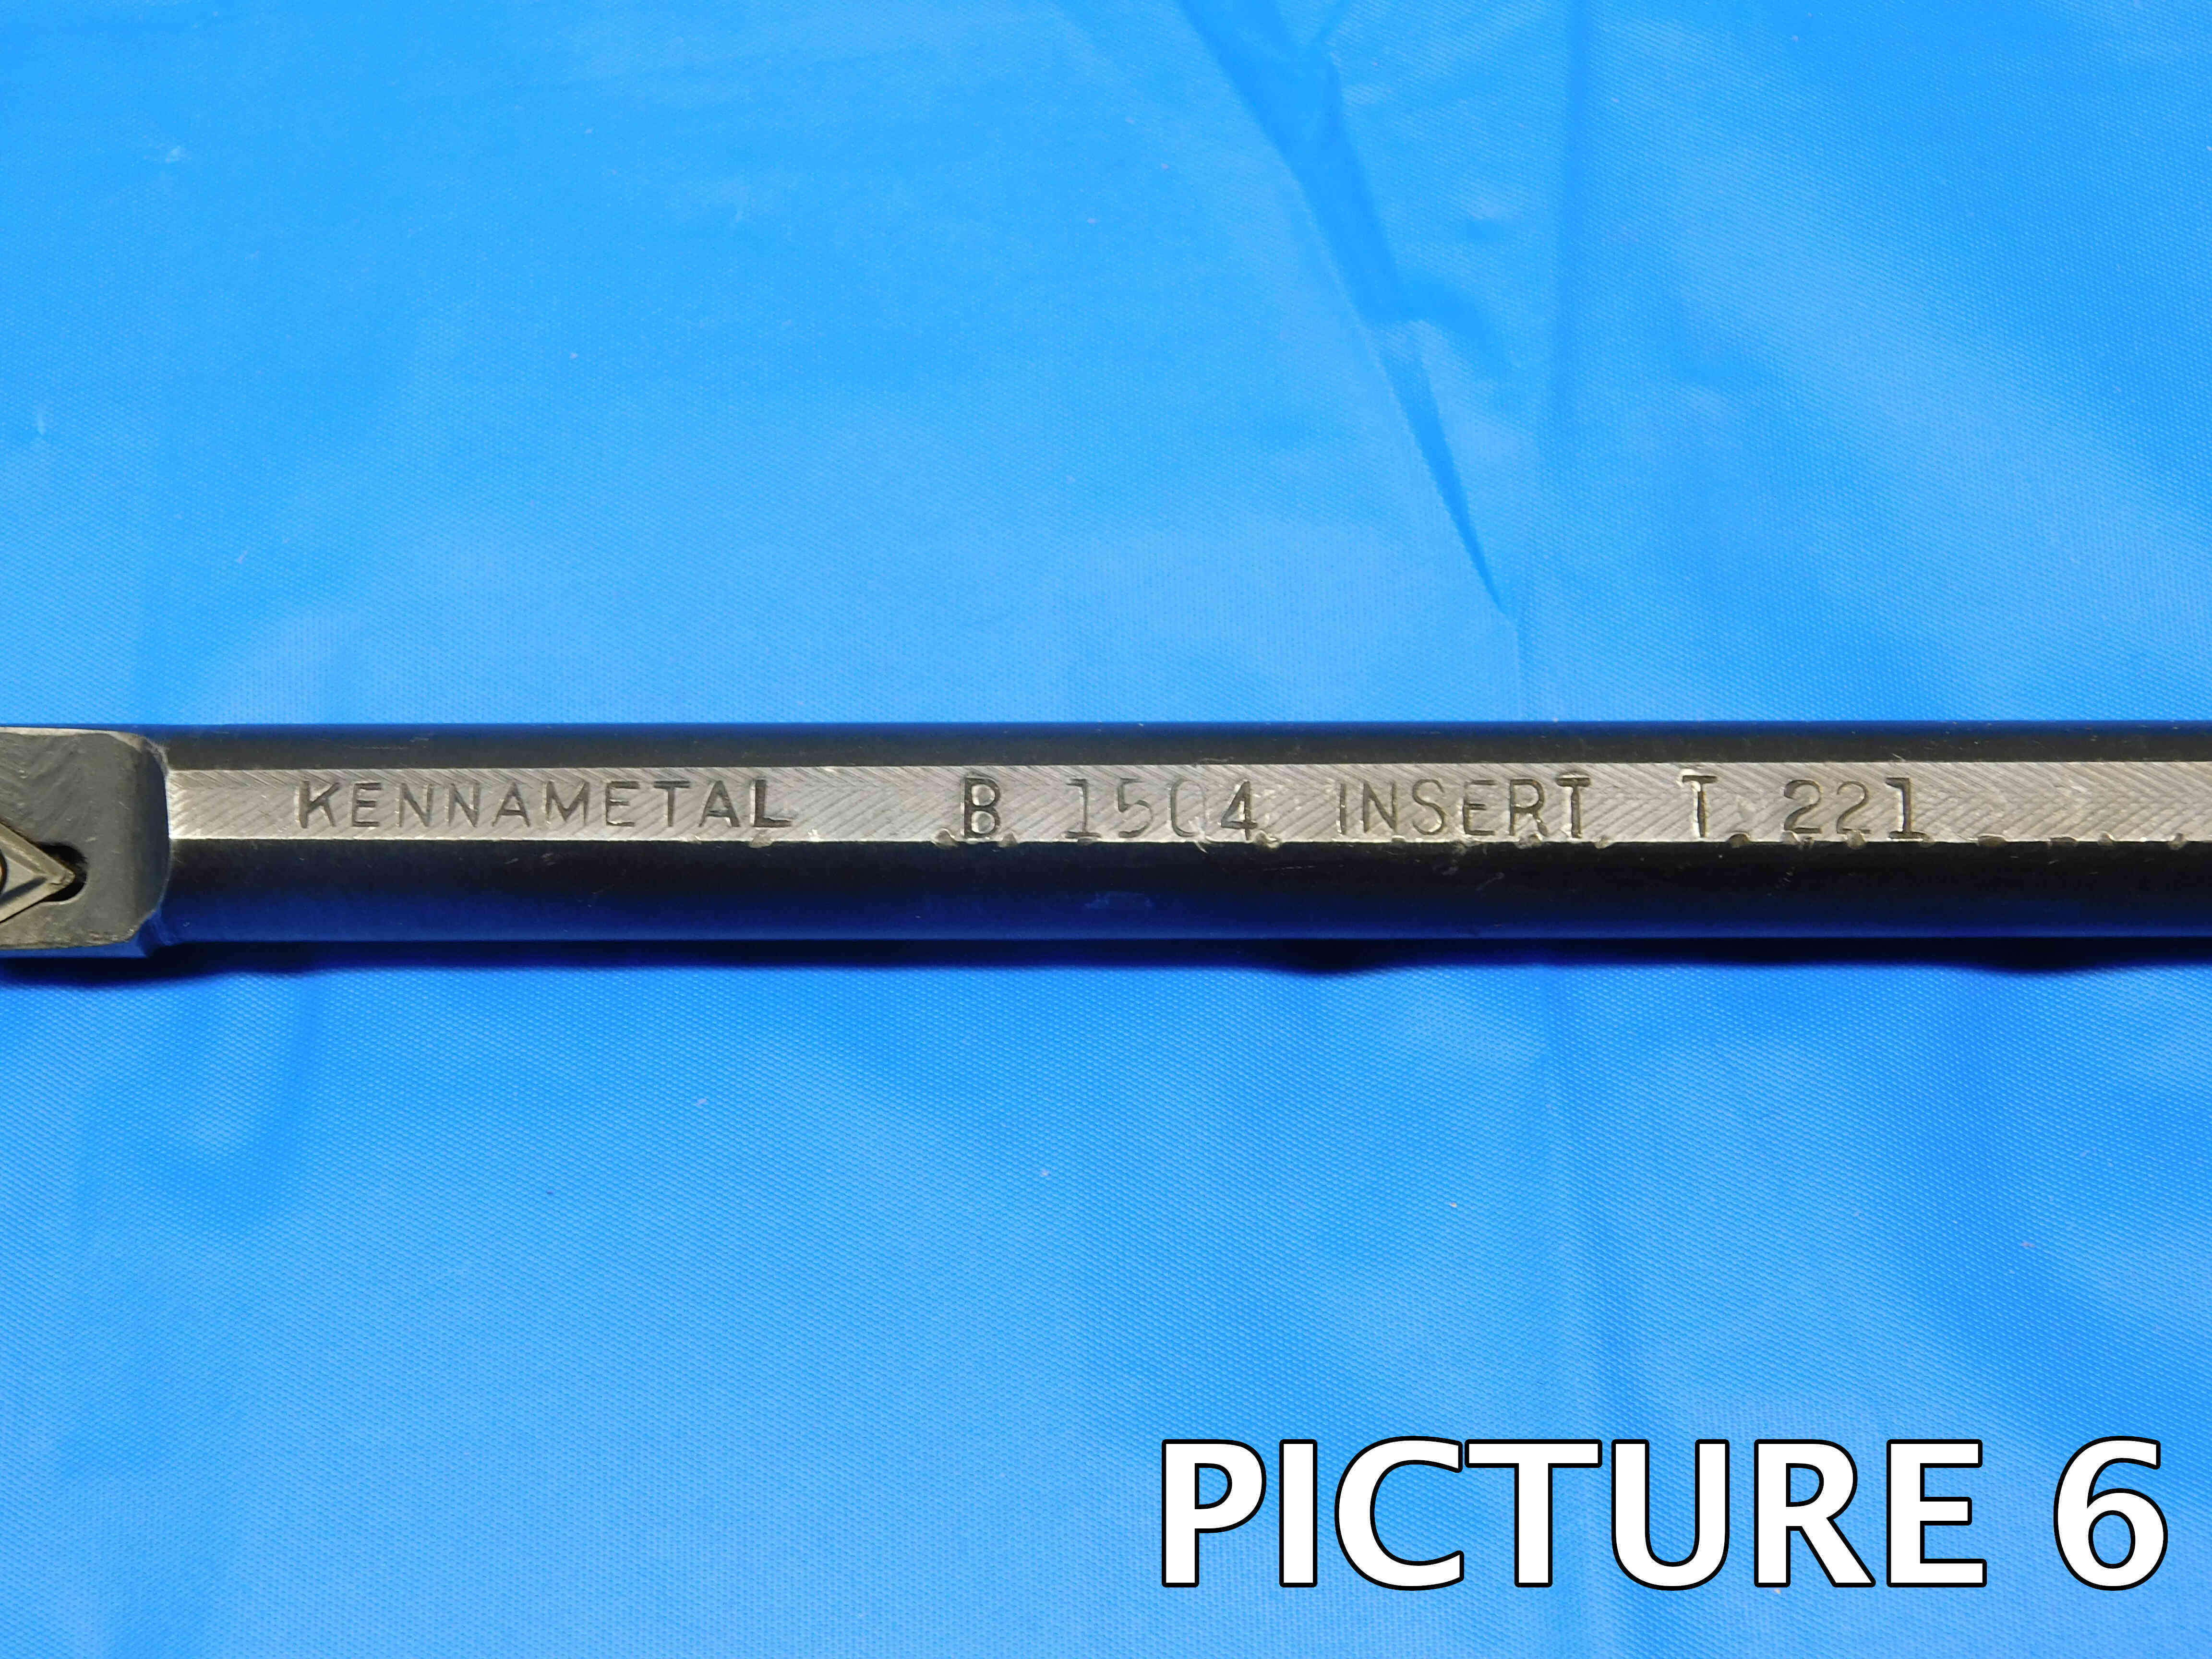 KENNAMETAL B 1504 INSERT T 221
PICTURE 6